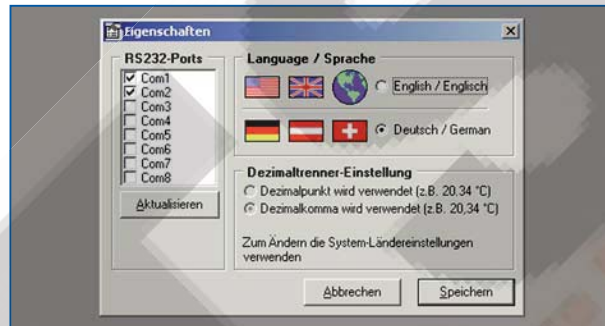 Eigenschaften
RS232-Ports
Com1
Com2
Com3
Com4
Com5
Com6
Com7
Com8
Aktualisieren
Language / Sprache
English / Englisch
Deutsch / German
Dezimaltrenner-Einstellung
Dezimalpunkt wird verwendet (z.B. 20.34 °C)
Dezimalkomma wird verwendet (z.B. 20,34 °C)
Zum Ändern die System-Ländereinstellungen
verwenden
Abbrechen
Speichern